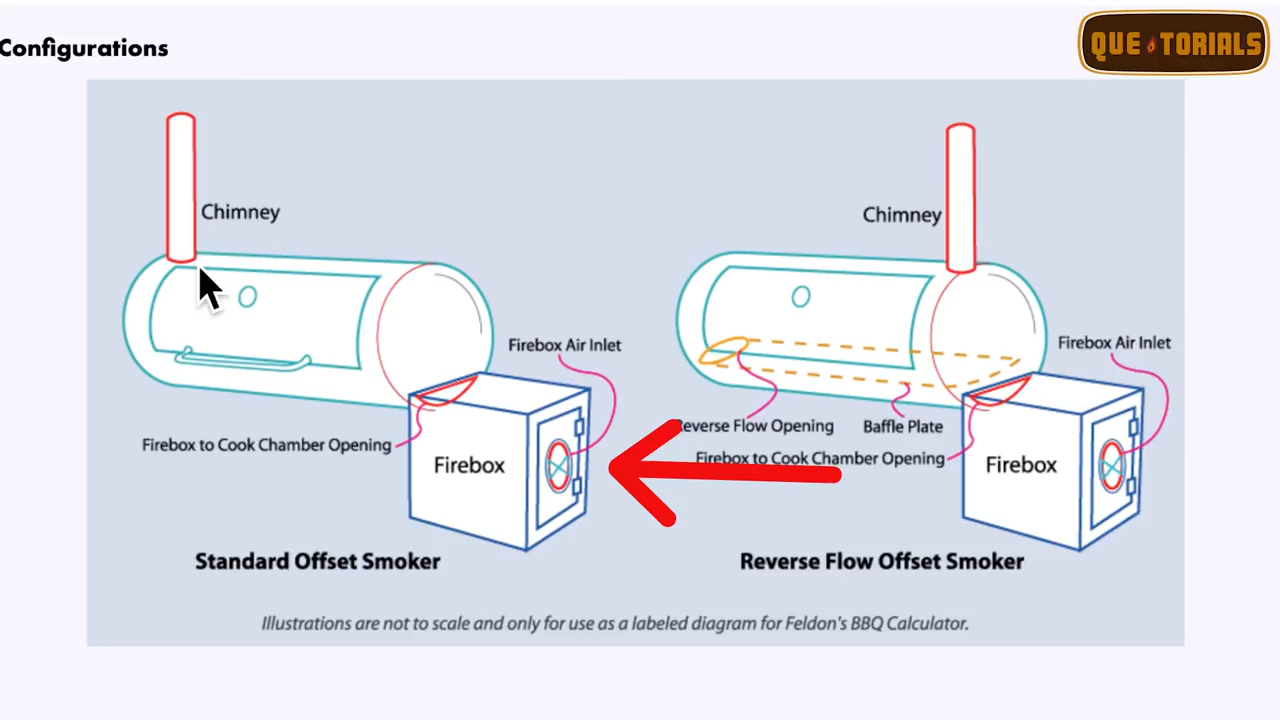 Configurations
QUE TORIALS
Chimney
Firebox Air Inlet
Firebox to Cook Chamber Opening
Firebox
Standard Offset Smoker
Chimney
Firebox Air Inlet
Reverse Flow Opening
Baffle Plate
Firebox to Cook Chamber Opening
Firebox
Reverse Flow Offset Smoker
Illustrations are not to scale and only for use as a labeled diagram for Feldon's BBQ Calculator.